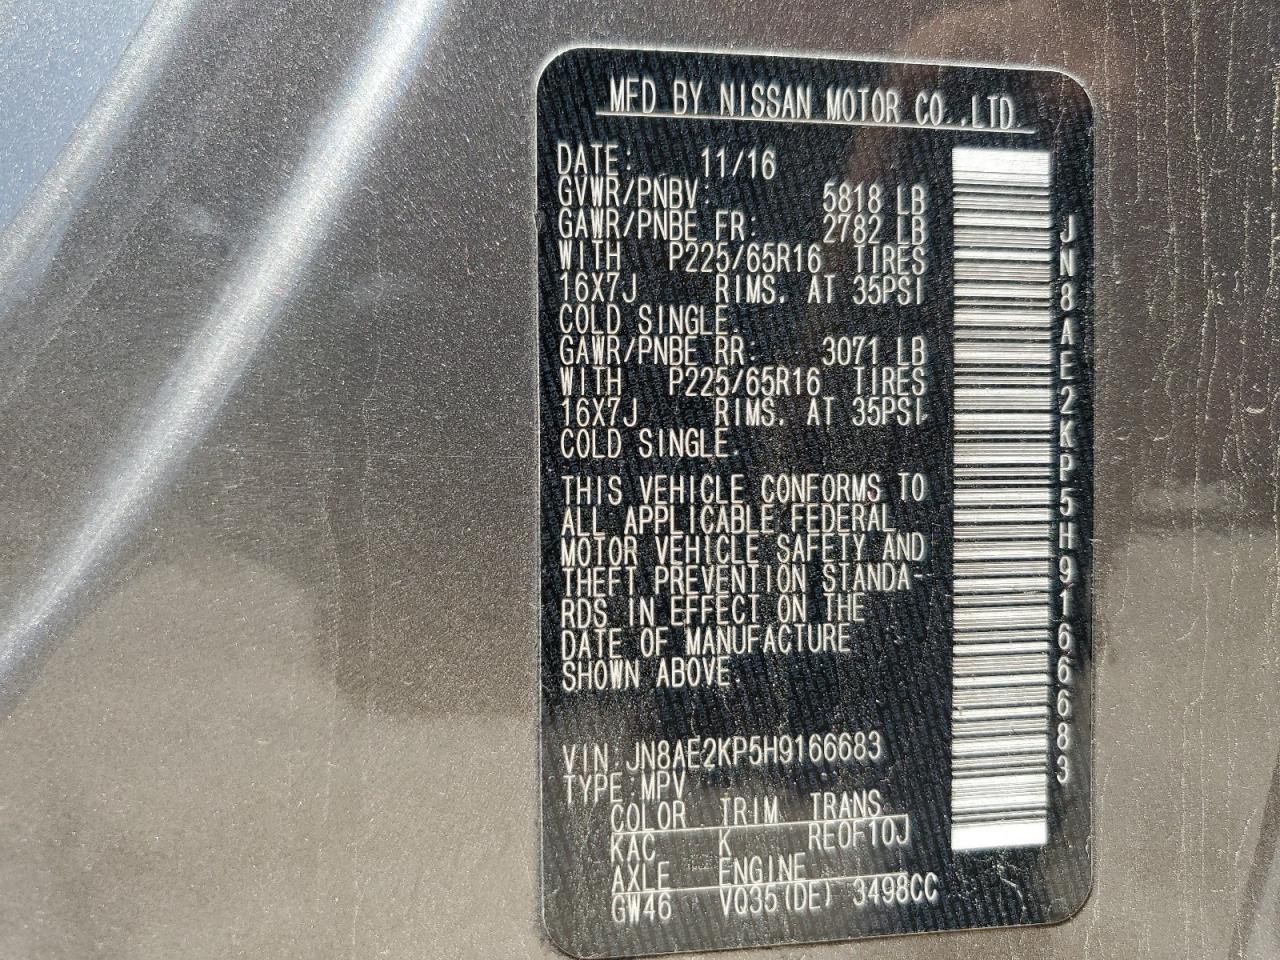 MFD BY NISSAN MOTOR CO.,LTD
DATE: 11/16
GVWR/PNBV: 5818 LB
GAWR/PNBE FR: 2782 LB
WITH P225/65R16 TIRES
16X7J RIMS. AT 35PSI
COLD SINGLE.
GAWR/PNBE RR: 3071 LB
WITH P225/65R16 TIRES
16X7J RIMS. AT 35PSI
COLD SINGLE.
THIS VEHICLE CONFORMS TO
ALL APPLICABLE FEDERAL
MOTOR VEHICLE SAFETY AND
THEFT PREVENTION STANDA-
RDS IN EFFECT ON THE
DATE OF MANUFACTURE
SHOWN ABOVE.
VIN:JN8AE2KP5H9166683
TYPE:MPV
COLOR TRIM TRANS
KAC K RE0F10J
AXLE ENGINE
GW46 VQ35(DE) 3498CC
JN8AE2KP5H9166683